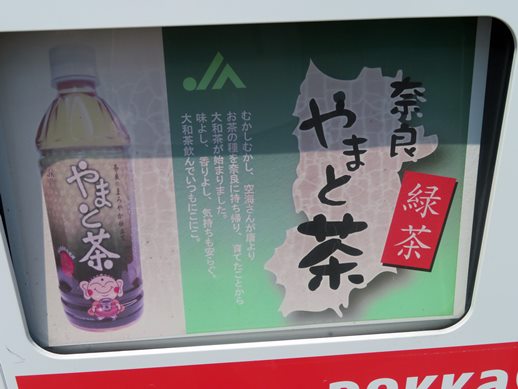 奈良
やまと茶
緑茶
JA
むかしむかし、空海さんが唐より
お茶の種を奈良に持ち帰り、育てたことから
大和茶が始まりました。
味よし、香りよし、気持ちも安らぐ、
大和茶飲んでいつもにこにこ。
やまと茶
pokka